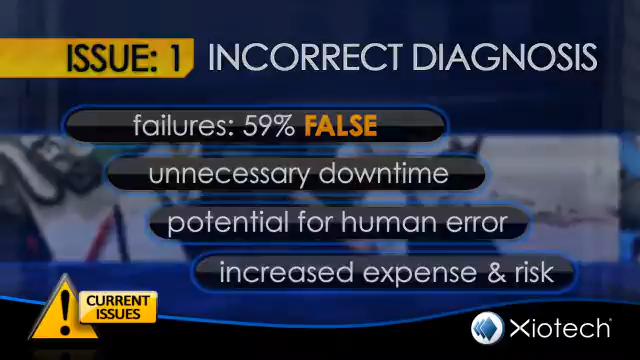 ISSUE: 1 INCORRECT DIAGNOSIS
failures: 59% FALSE
unnecessary downtime
potential for human error
increased expense & risk
CURRENT
ISSUES
Xiotech